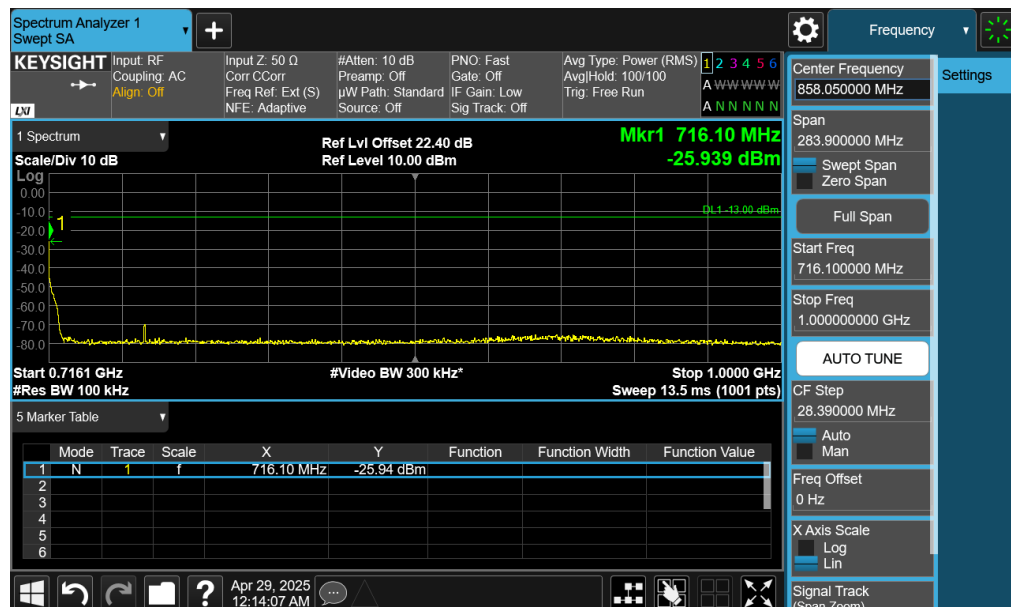 Spectrum Analyzer 1
Swept SA
+
Frequency
KEYSIGHT
LXI
Input: RF
Coupling: AC
Align: Off
Input Z: 50 Ω
Corr CCorr
Freq Ref: Ext (S)
NFE: Adaptive
#Atten: 10 dB
Preamp: Off
µW Path: Standard
Source: Off
PNO: Fast
Gate: Off
IF Gain: Low
Sig Track: Off
Avg Type: Power (RMS)
Avg|Hold: 100/100
Trig: Free Run
1 2 3 4 5 6
A W W W W W
A N N N N N
1 Spectrum
Scale/Div 10 dB
Log
Ref Lvl Offset 22.40 dB
Ref Level 10.00 dBm
Mkr1 716.10 MHz
-25.939 dBm
0.00
-10.0
-20.0
-30.0
-40.0
-50.0
-60.0
-70.0
-80.0
1
DL1 -13.00 dBm
Start 0.7161 GHz
#Video BW 300 kHz*
Stop 1.0000 GHz
#Res BW 100 kHz
Sweep 13.5 ms (1001 pts)
5 Marker Table
Mode Trace Scale X Y Function Function Width Function Value
1 N 1 f 716.10 MHz -25.94 dBm
2
3
4
5
6
?
Apr 29, 2025
12:14:07 AM
Center Frequency
858.050000 MHz
Span
283.900000 MHz
Swept Span
Zero Span
Full Span
Start Freq
716.100000 MHz
Stop Freq
1.000000000 GHz
AUTO TUNE
CF Step
28.390000 MHz
Auto
Man
Freq Offset
0 Hz
X Axis Scale
Log
Lin
Signal Track
(Span Zoom)
Settings